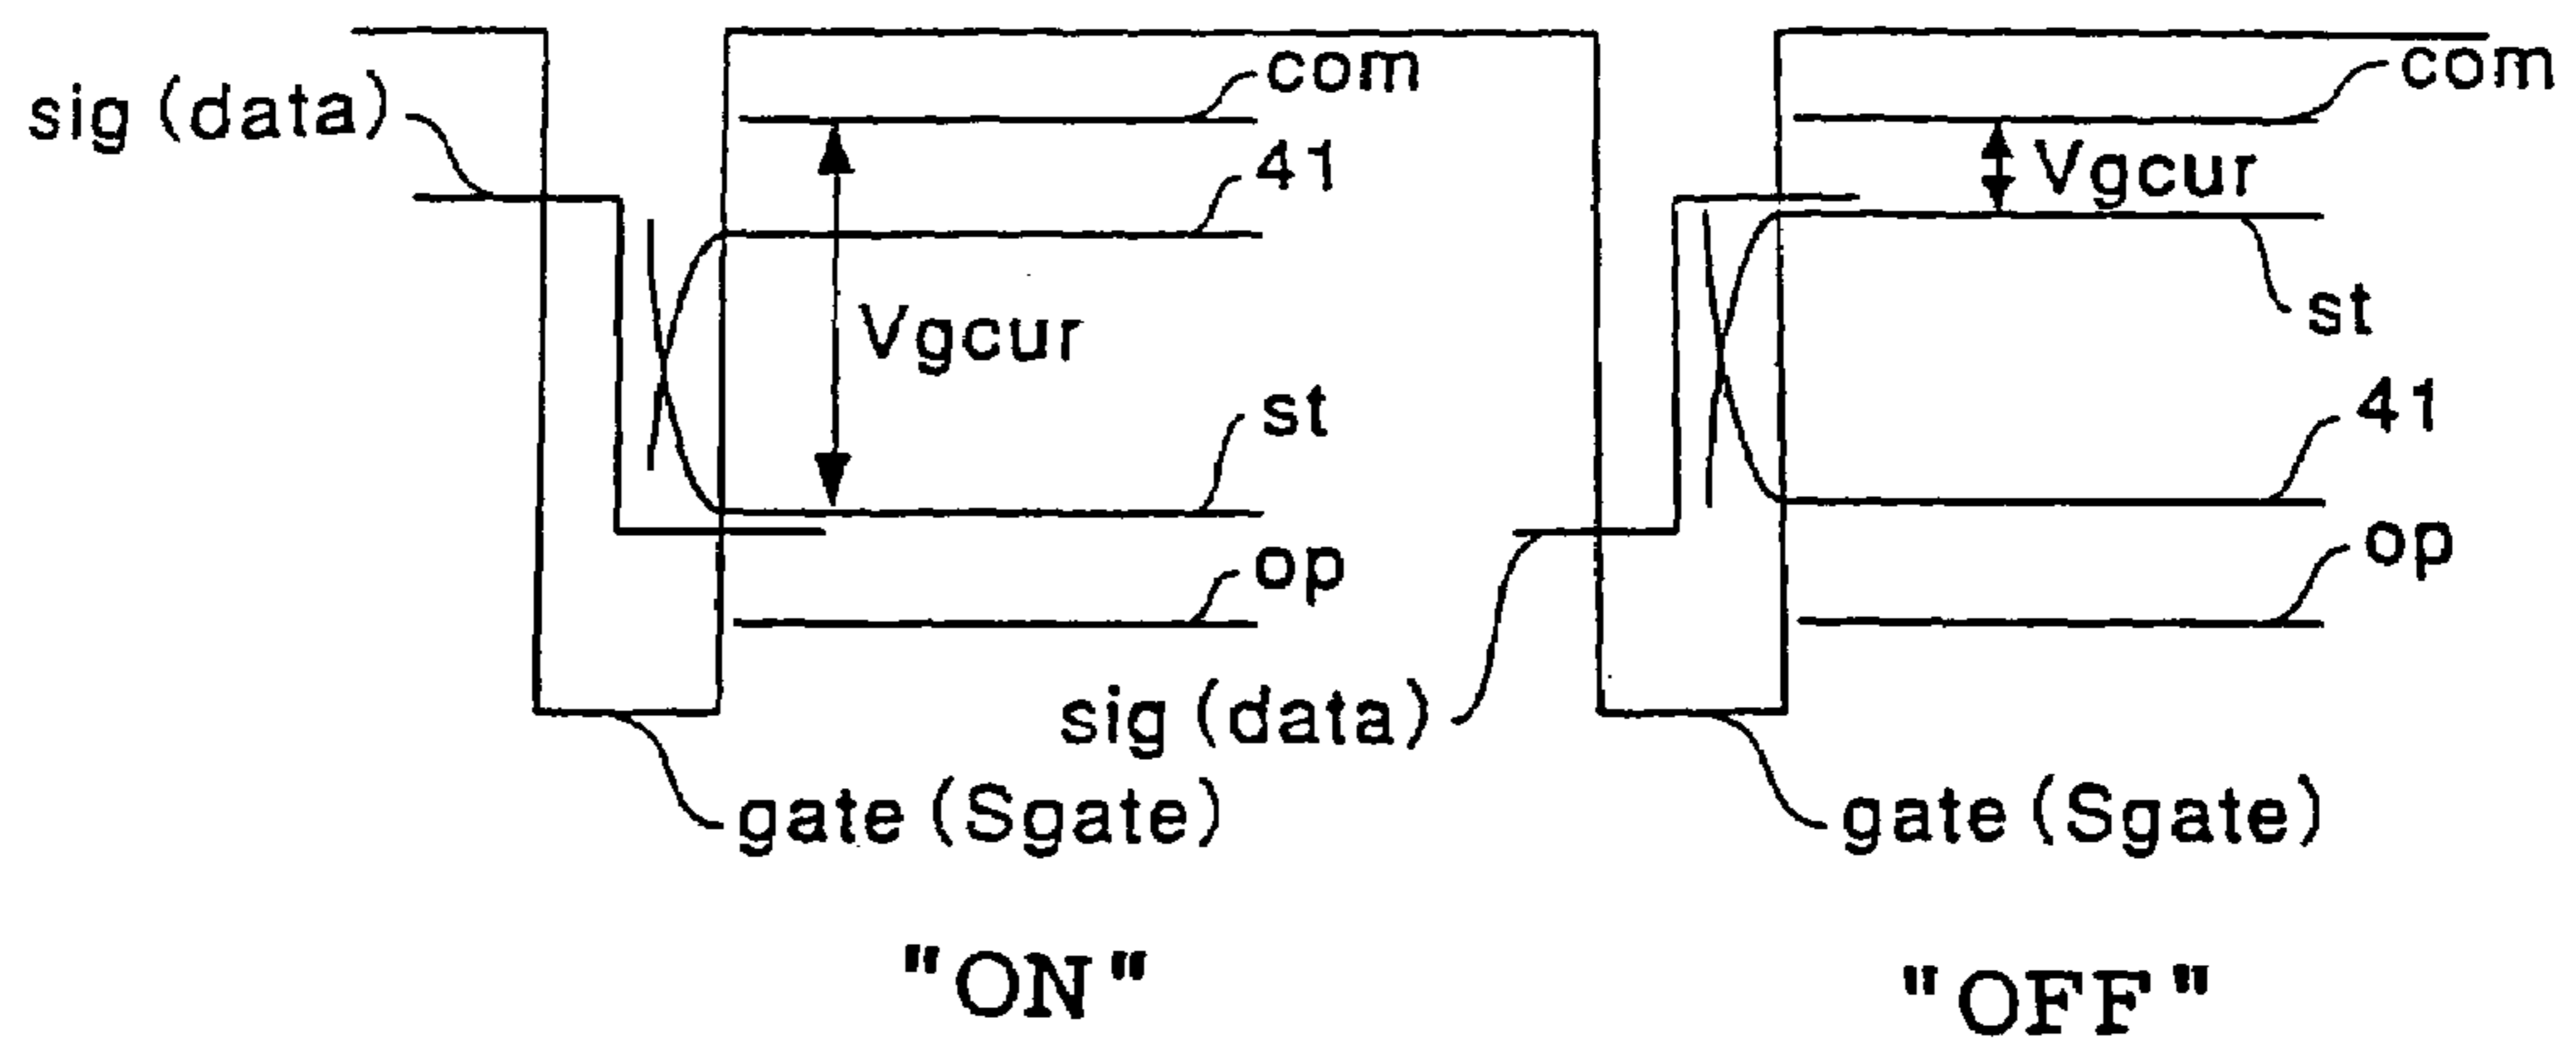 com
com
sig (data)
41
Vgcur
Vgcur
st
41
st
op
op
sig (data)
gate (Sgate)
gate (Sgate)
"ON"
"OFF"